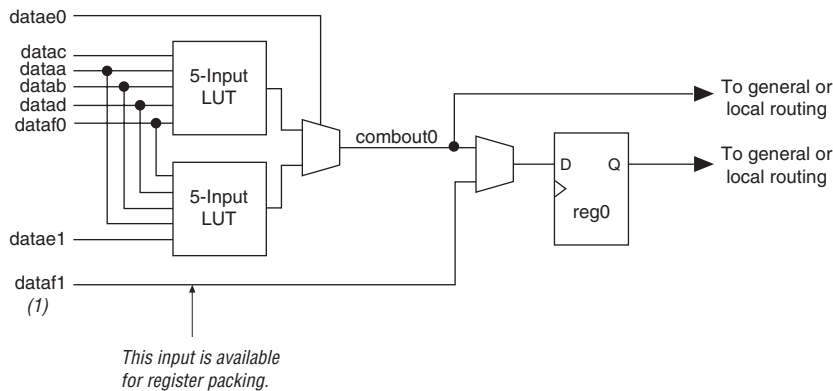 datae0
datac
dataa
datab
datad
dataf0
5-Input
LUT
5-Input
LUT
combout0
To general or
local routing
D Q
reg0
To general or
local routing
datae1
dataf1
(1)
This input is available
for register packing.